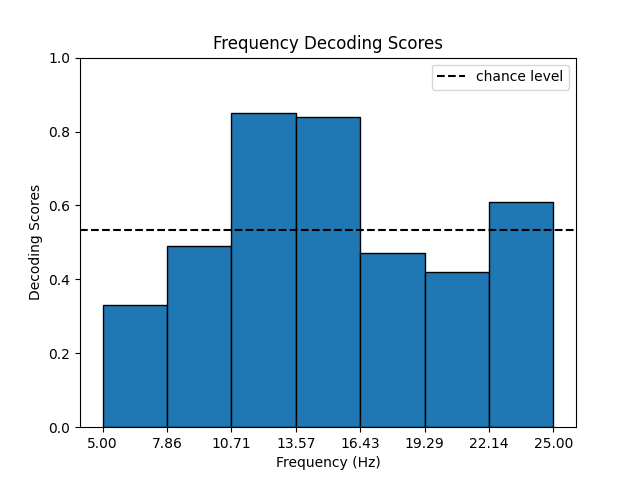 Frequency Decoding Scores
chance level
1.0
0.8
0.6
0.4
0.2
0.0
Decoding Scores
5.00 7.86 10.71 13.57 16.43 19.29 22.14 25.00
Frequency (Hz)